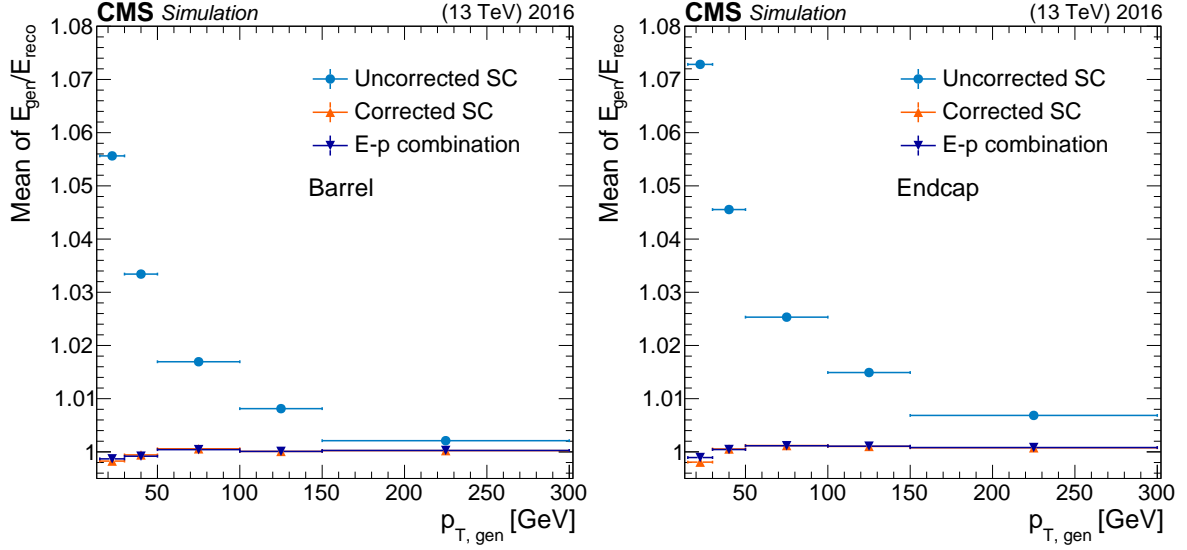 CMS Simulation (13 TeV) 2016
Mean of E_gen/E_reco
1.08
1.07
1.06
1.05
1.04
1.03
1.02
1.01
1
Uncorrected SC
Corrected SC
E-p combination
Barrel
50 100 150 200 250 300
p_T, gen [GeV]
CMS Simulation (13 TeV) 2016
Mean of E_gen/E_reco
1.08
1.07
1.06
1.05
1.04
1.03
1.02
1.01
1
Uncorrected SC
Corrected SC
E-p combination
Endcap
50 100 150 200 250 300
p_T, gen [GeV]